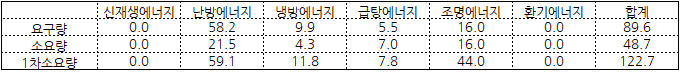 신재생에너지 난방에너지 냉방에너지 급탕에너지 조명에너지 환기에너지 합계
요구량 0.0 58.2 9.9 5.5 16.0 0.0 89.6
소요량 0.0 21.5 4.3 7.0 16.0 0.0 48.7
1차소요량 0.0 59.1 11.8 7.8 44.0 0.0 122.7